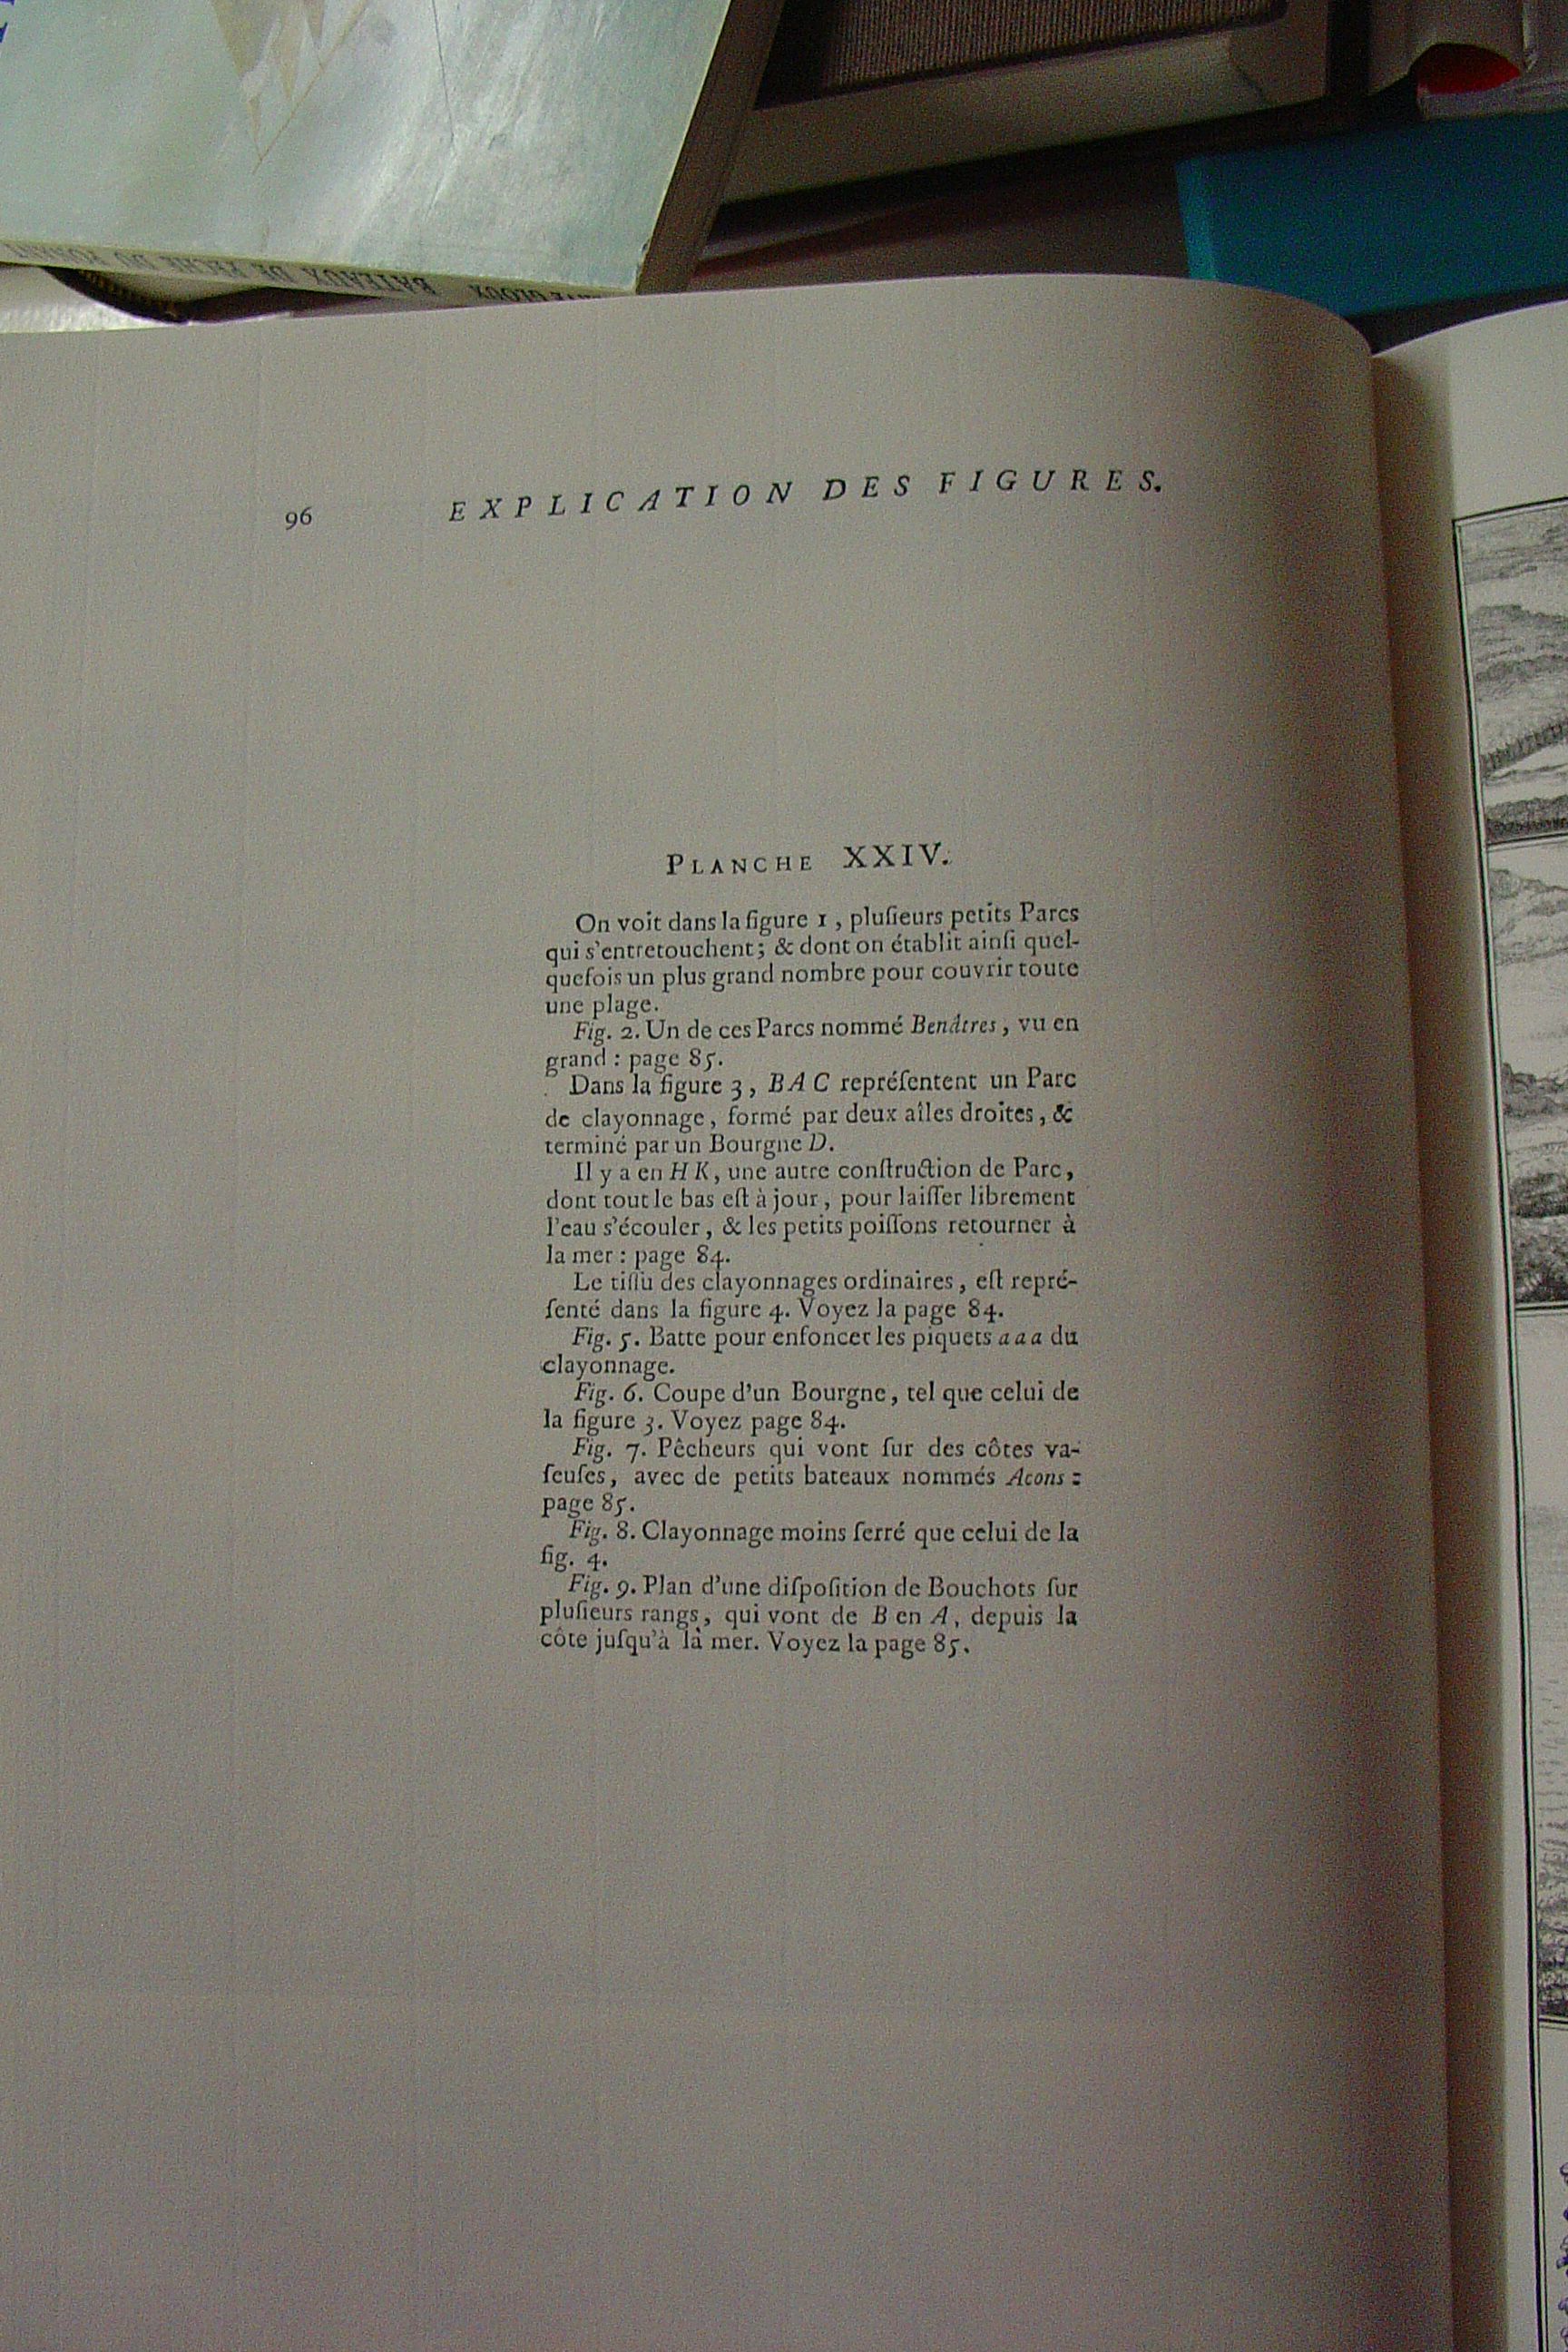 BATEAUX DE PÊCHE DU PONANT
96 EXPLICATION DES FIGURES.
PLANCHE XXIV.
On voit dans la figure 1, pluſieurs petits Parcs
qui s'entretouchent; & dont on établit ainſi quel-
quefois un plus grand nombre pour couvrir toute
une plage.
Fig. 2. Un de ces Parcs nommé Benâtres, vu en
grand : page 85.
Dans la figure 3, BAC repréſentent un Parc
de clayonnage, formé par deux aîles droites, &
terminé par un Bourgne D.
Il y a en HK, une autre conſtruction de Parc,
dont tout le bas eſt à jour, pour laiſſer librement
l'eau s'écouler, & les petits poiſſons retourner à
la mer : page 84.
Le tiſſu des clayonnages ordinaires, eſt repré-
ſenté dans la figure 4. Voyez la page 84.
Fig. 5. Batte pour enfoncer les piquets a a a du
clayonnage.
Fig. 6. Coupe d'un Bourgne, tel que celui de
la figure 3. Voyez page 84.
Fig. 7. Pêcheurs qui vont ſur des côtes va-
ſeuſes, avec de petits bateaux nommés Acons :
page 85.
Fig. 8. Clayonnage moins ſerré que celui de la
fig. 4.
Fig. 9. Plan d'une diſpoſition de Bouchots ſur
pluſieurs rangs, qui vont de B en A, depuis la
côte juſqu'à la mer. Voyez la page 85.